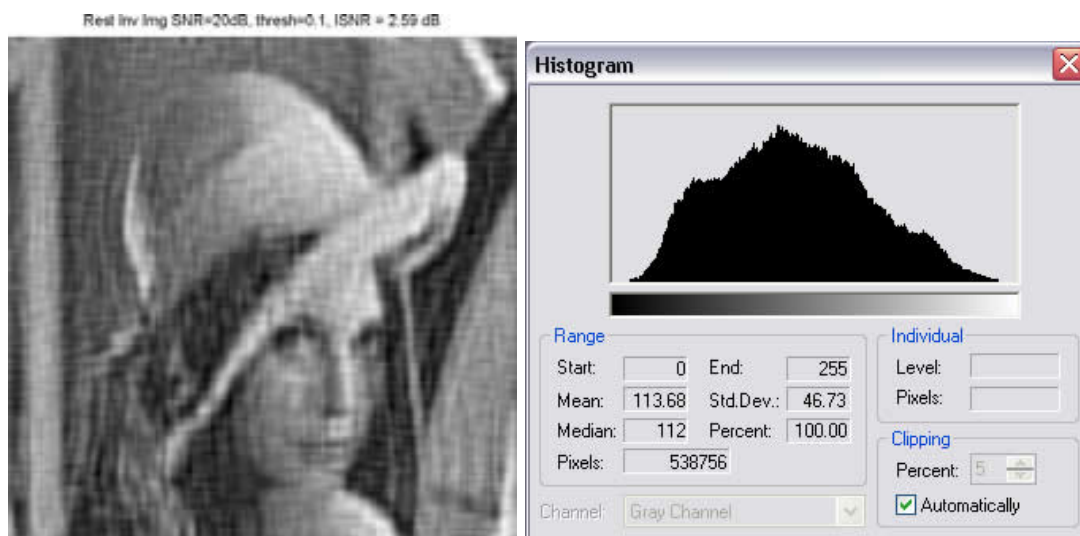 Rest Inv Img SNR=20dB, thresh=0.1, ISNR = 2.59 dB
Histogram
Range
Start: 0 End: 255
Mean: 113.68 Std.Dev.: 46.73
Median: 112 Percent: 100.00
Pixels: 538756
Individual
Level:
Pixels:
Clipping
Percent: 5
Automatically
Channel: Gray Channel